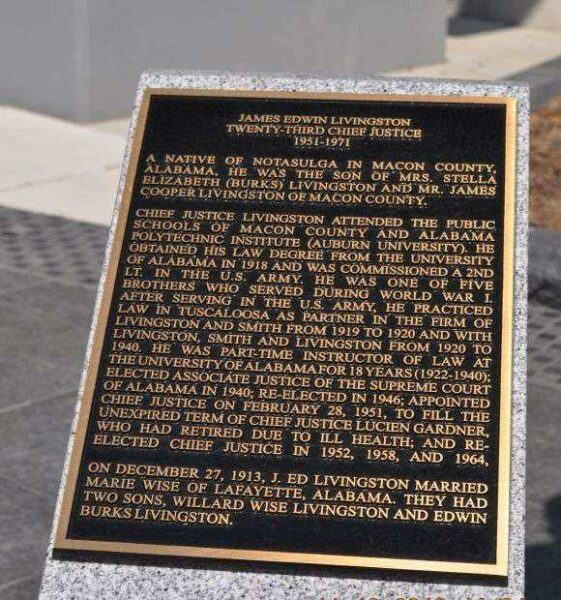 JAMES EDWIN LIVINGSTON
TWENTY-THIRD CHIEF JUSTICE
1951-1971
A NATIVE OF NOTASULGA IN MACON COUNTY,
ALABAMA, HE WAS THE SON OF MRS. STELLA
ELIZABETH (BURKS) LIVINGSTON AND MR. JAMES
COOPER LIVINGSTON OF MACON COUNTY.
CHIEF JUSTICE LIVINGSTON ATTENDED THE PUBLIC
SCHOOLS OF MACON COUNTY AND ALABAMA
POLYTECHNIC INSTITUTE (AUBURN UNIVERSITY). HE
OBTAINED HIS LAW DEGREE FROM THE UNIVERSITY
OF ALABAMA IN 1918 AND WAS COMMISSIONED A 2ND
LT. IN THE U.S. ARMY. HE WAS ONE OF FIVE
BROTHERS WHO SERVED DURING WORLD WAR I.
AFTER SERVING IN THE U.S. ARMY, HE PRACTICED
LAW IN TUSCALOOSA AS PARTNER IN THE FIRM OF
LIVINGSTON AND SMITH FROM 1919 TO 1920 AND WITH
LIVINGSTON, SMITH AND LIVINGSTON FROM 1920 TO
1940. HE WAS PART-TIME INSTRUCTOR OF LAW AT
THE UNIVERSITY OF ALABAMA FOR 18 YEARS (1922-1940);
ELECTED ASSOCIATE JUSTICE OF THE SUPREME COURT
OF ALABAMA IN 1940; RE-ELECTED IN 1946; APPOINTED
CHIEF JUSTICE ON FEBRUARY 28, 1951, TO FILL THE
UNEXPIRED TERM OF CHIEF JUSTICE LUCIEN GARDNER,
WHO HAD RETIRED DUE TO ILL HEALTH; AND RE-
ELECTED CHIEF JUSTICE IN 1952, 1958, AND 1964,
ON DECEMBER 27, 1913, J. ED LIVINGSTON MARRIED
MARIE WISE OF LAFAYETTE, ALABAMA. THEY HAD
TWO SONS, WILLARD WISE LIVINGSTON AND EDWIN
BURKS LIVINGSTON.